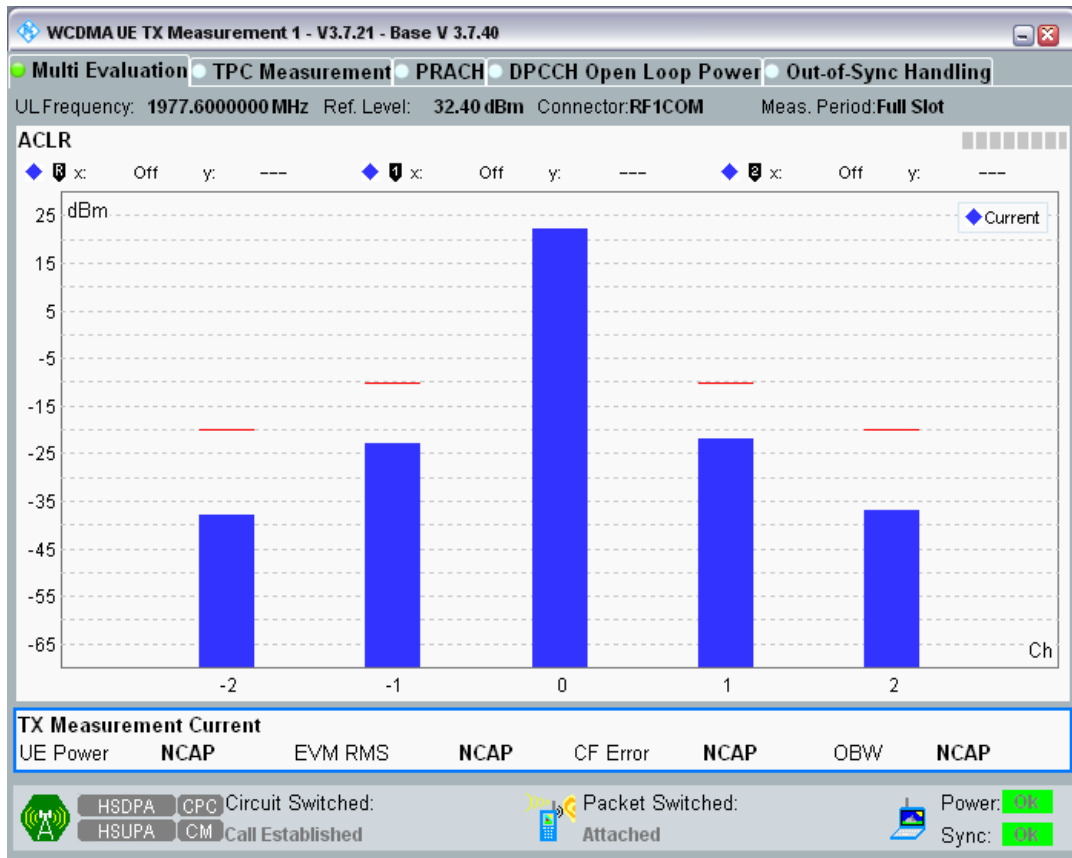 WCDMA UE TX Measurement 1 - V3.7.21 - Base V 3.7.40
Multi Evaluation TPC Measurement PRACH DPCCH Open Loop Power Out-of-Sync Handling
UL Frequency: 1977.6000000 MHz Ref. Level: 32.40 dBm Connector:RF1COM Meas. Period:Full Slot
ACLR
R x: Off y: --- 1 x: Off y: --- 2 x: Off y: ---
25 dBm Current
15
5
-5
-15
-25
-35
-45
-55
-65 Ch
-2 -1 0 1 2
TX Measurement Current
UE Power NCAP EVM RMS NCAP CF Error NCAP OBW NCAP
HSDPA CPC Circuit Switched: Packet Switched: Power: Ok
HSUPA CM Call Established Attached Sync: Ok